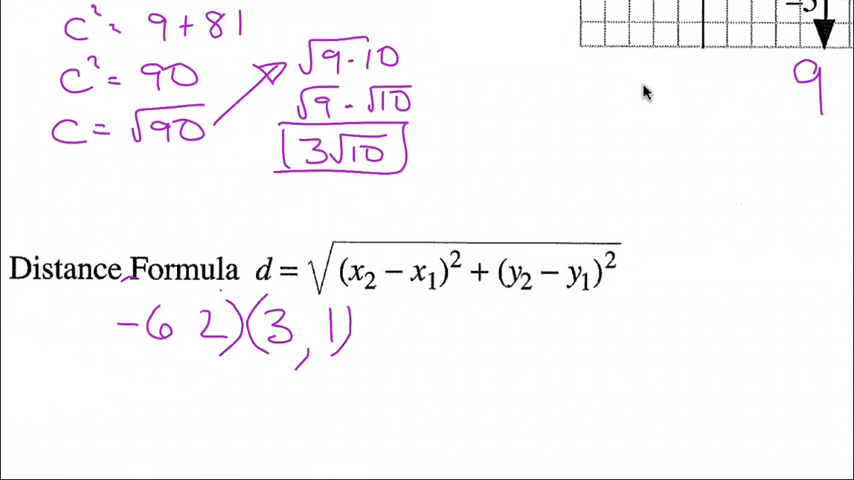 c² = 9 + 81
c² = 90
c = √90
√9 · 10
√9 - √10
3√10
-5
9
Distance Formula d = √(x₂ − x₁)² + (y₂ − y₁)²
-6 2)(3, 1)